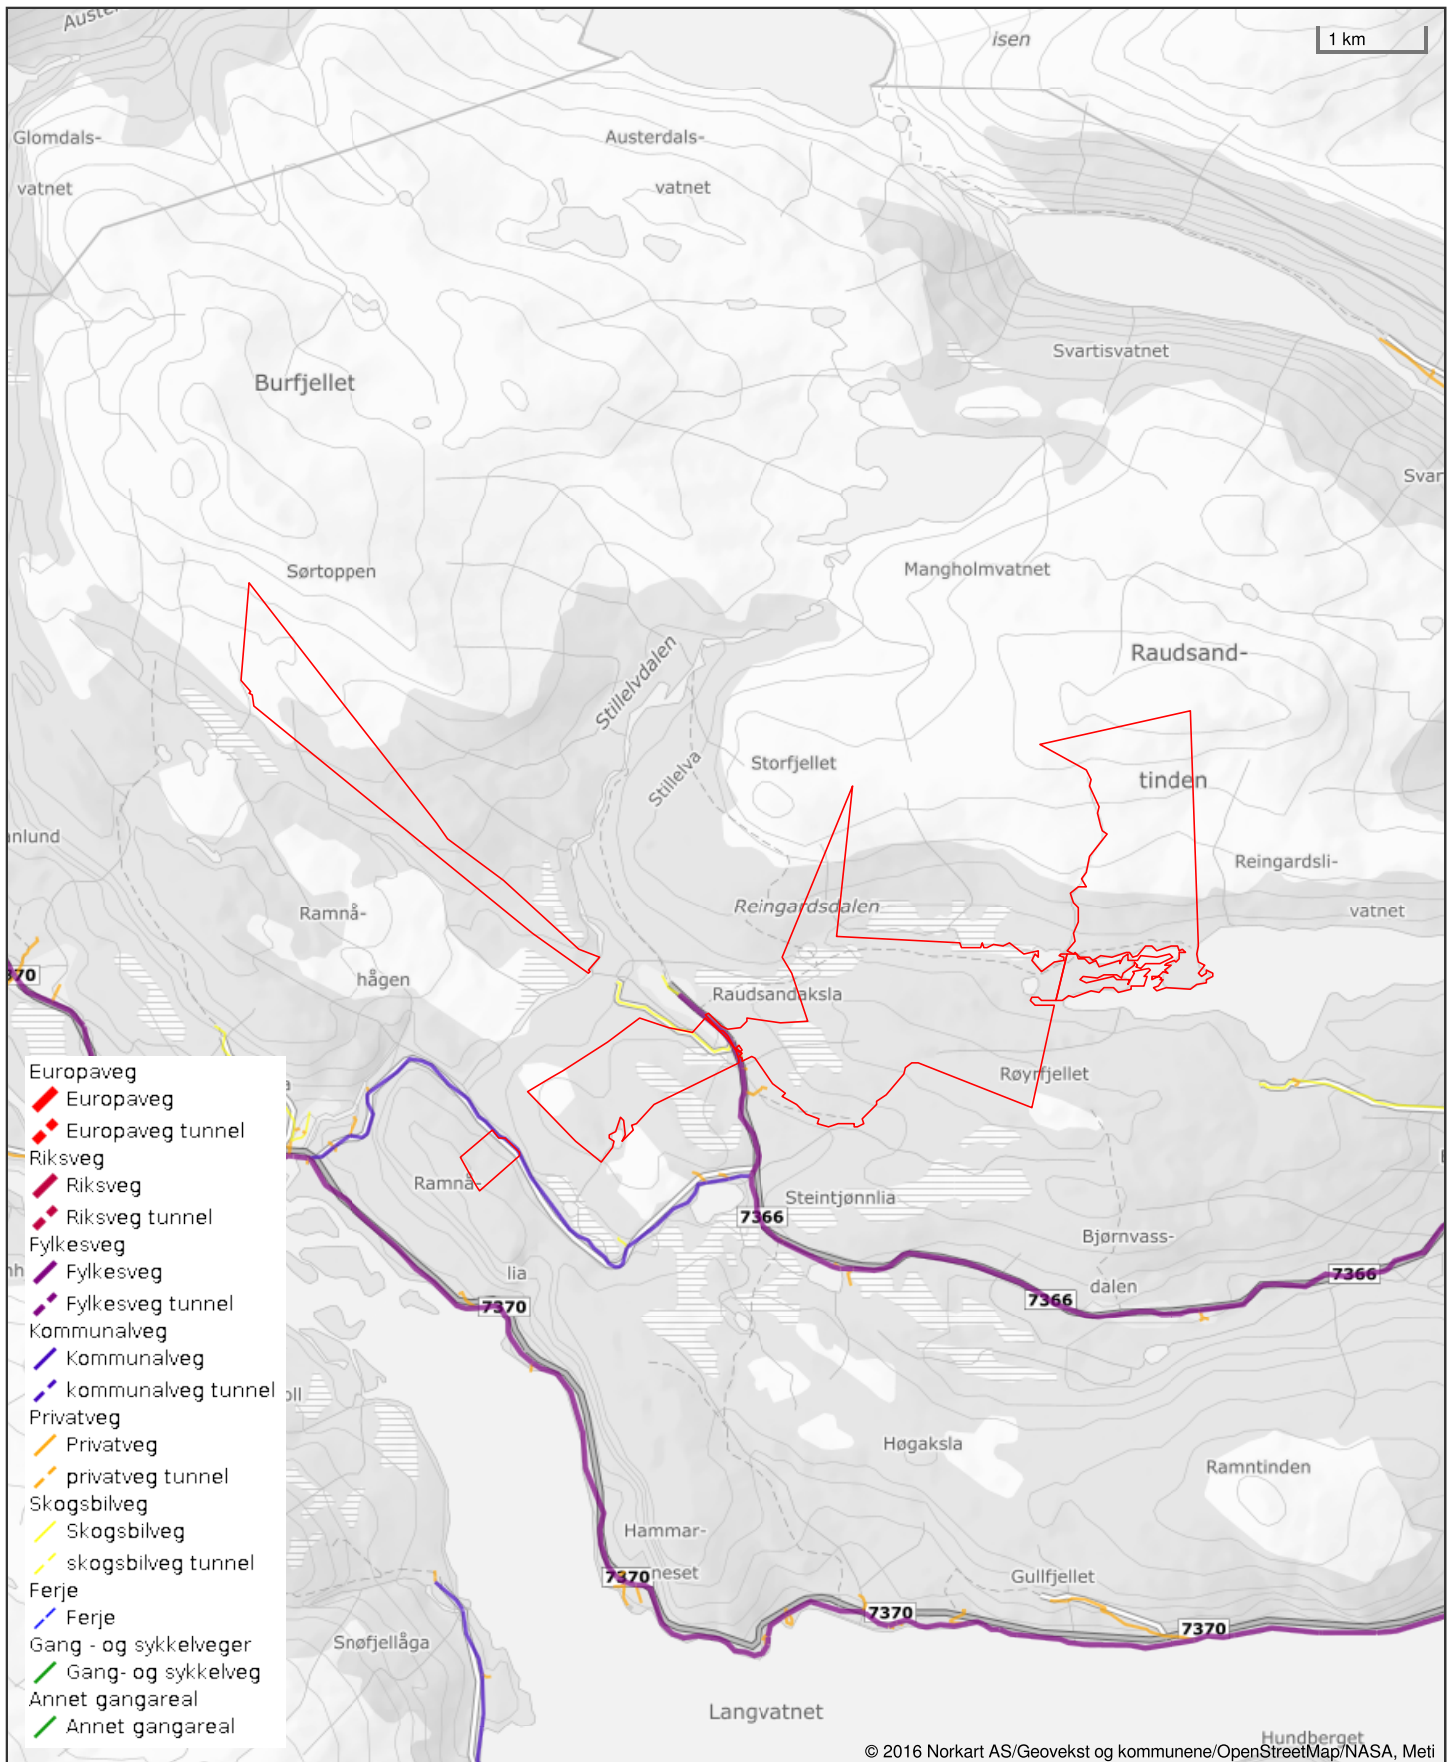 Auster
isen
1 km
Glomdals-
vatnet
Austerdals-
vatnet
Svartisvatnet
Burfjellet
Svar
Sørtoppen
Mangholmvatnet
Stillelvdalen
Raudsand-
tinden
Stillelva
Storfjellet
anlund
Reingardsli-
vatnet
Ramnå-
hågen
Reingardsdalen
370
Raudsandaksla
Røyrfjellet
Ramnå-
lia
Steintjønnlia
7366
Bjørnvass-
dalen
7366
7366
7370
Høgaksla
Ramntinden
Hammar-
neset
7370
Gullfjellet
7370
7370
Snøfjellåga
Langvatnet
Hundberget
Europaveg
Europaveg
Europaveg tunnel
Riksveg
Riksveg
Riksveg tunnel
Fylkesveg
Fylkesveg
Fylkesveg tunnel
Kommunalveg
Kommunalveg
kommunalveg tunnel
Privatveg
Privatveg
privatveg tunnel
Skogsbilveg
Skogsbilveg
skogsbilveg tunnel
Ferje
Ferje
Gang - og sykkelveger
Gang- og sykkelveg
Annet gangareal
Annet gangareal
© 2016 Norkart AS/Geovekst og kommunene/OpenStreetMap/NASA, Meti